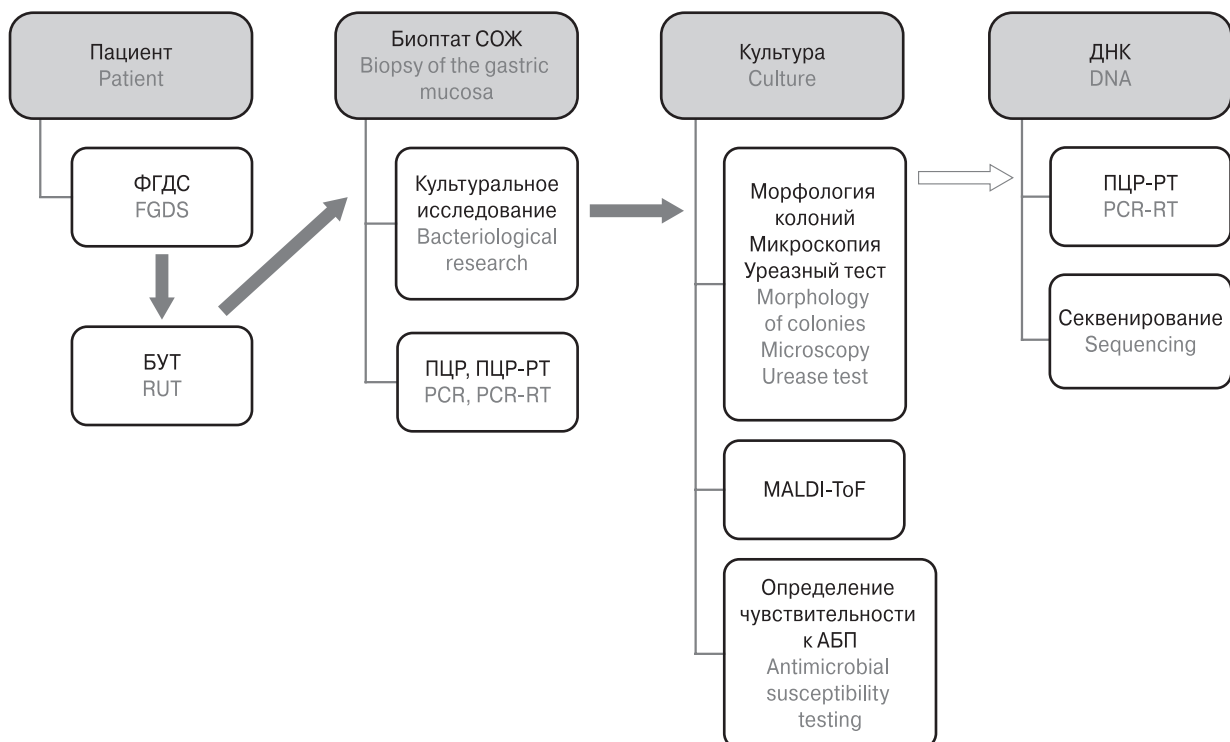 Пациент
Patient
ФГДС
FGDS
БУТ
RUT
Биоптат СОЖ
Biopsy of the gastric
mucosa
Культуральное
исследование
Bacteriological
research
ПЦР, ПЦР-РТ
PCR, PCR-RT
Культура
Culture
Морфология
колоний
Микроскопия
Уреазный тест
Morphology
of colonies
Microscopy
Urease test
MALDI-ToF
Определение
чувствительности
к АБП
Antimicrobial
susceptibility
testing
ДНК
DNA
ПЦР-РТ
PCR-RT
Секвенирование
Sequencing